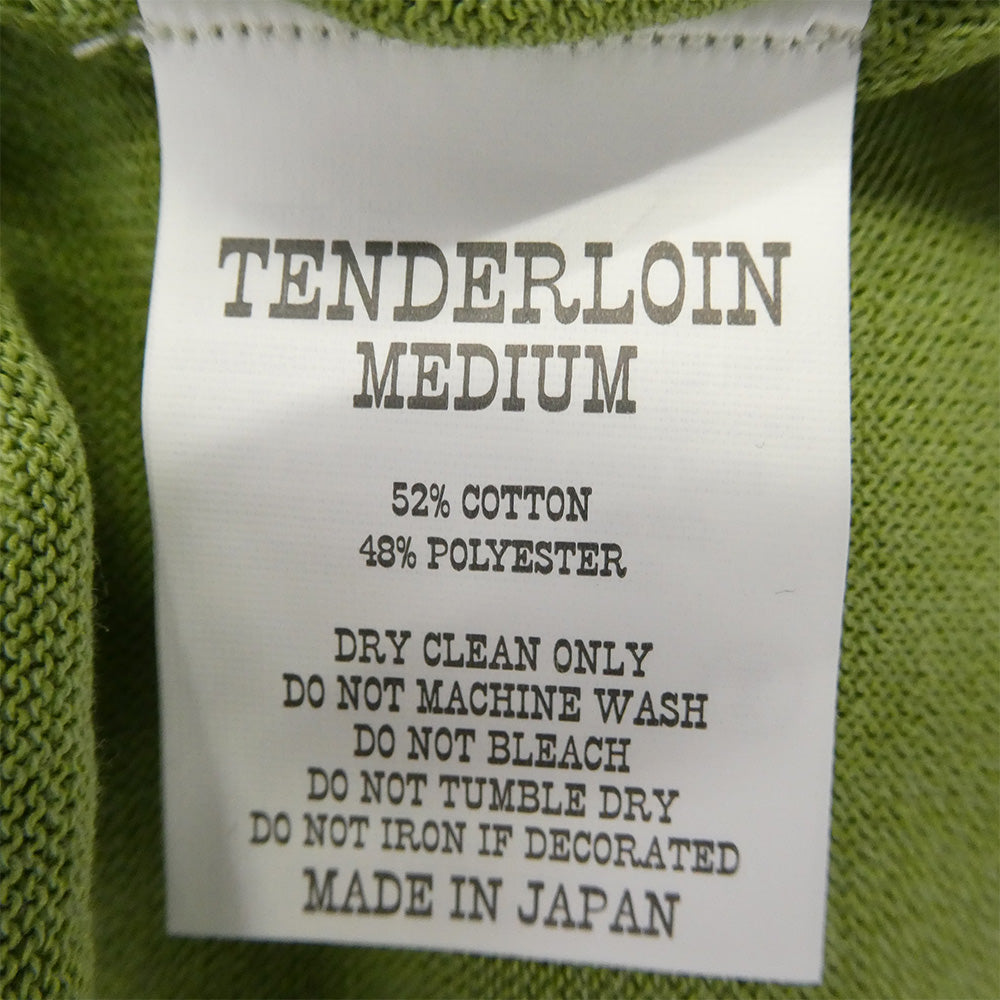 TENDERLOIN
MEDIUM
52% COTTON
48% POLYESTER
DRY CLEAN ONLY
DO NOT MACHINE WASH
DO NOT BLEACH
DO NOT TUMBLE DRY
DO NOT IRON IF DECORATED
MADE IN JAPAN